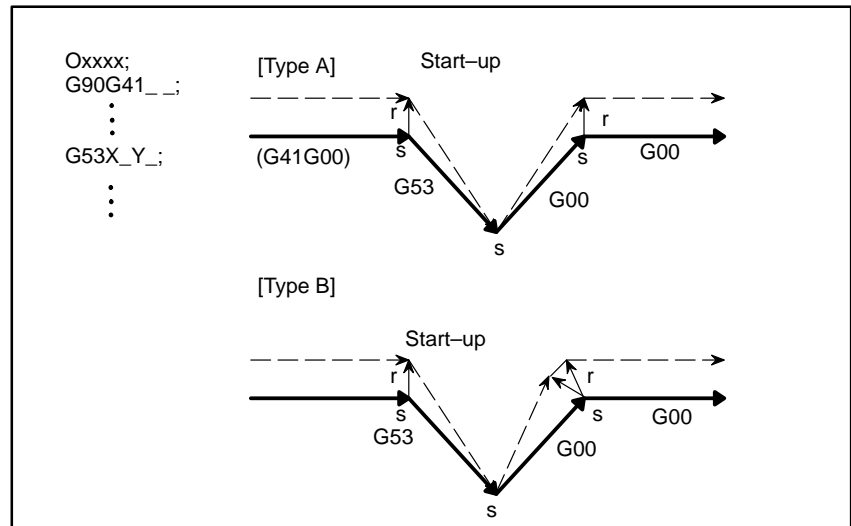 Oxxxx;
G90G41_ _;
G53X_Y_;
[Type A]
Start–up
r
r
(G41G00)
s
s
G00
G53
G00
s
[Type B]
Start–up
r
r
s
s
G00
G53
G00
s